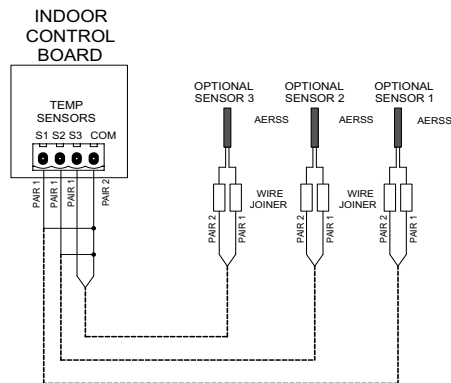 INDOOR
CONTROL
BOARD
TEMP
SENSORS
S1 S2 S3 COM
PAIR 1
PAIR 1
PAIR 1
PAIR 2
OPTIONAL
SENSOR 3
OPTIONAL
SENSOR 2
OPTIONAL
SENSOR 1
AERSS
AERSS
AERSS
WIRE
JOINER
WIRE
JOINER
PAIR 2
PAIR 1
PAIR 2
PAIR 1
PAIR 2
PAIR 1